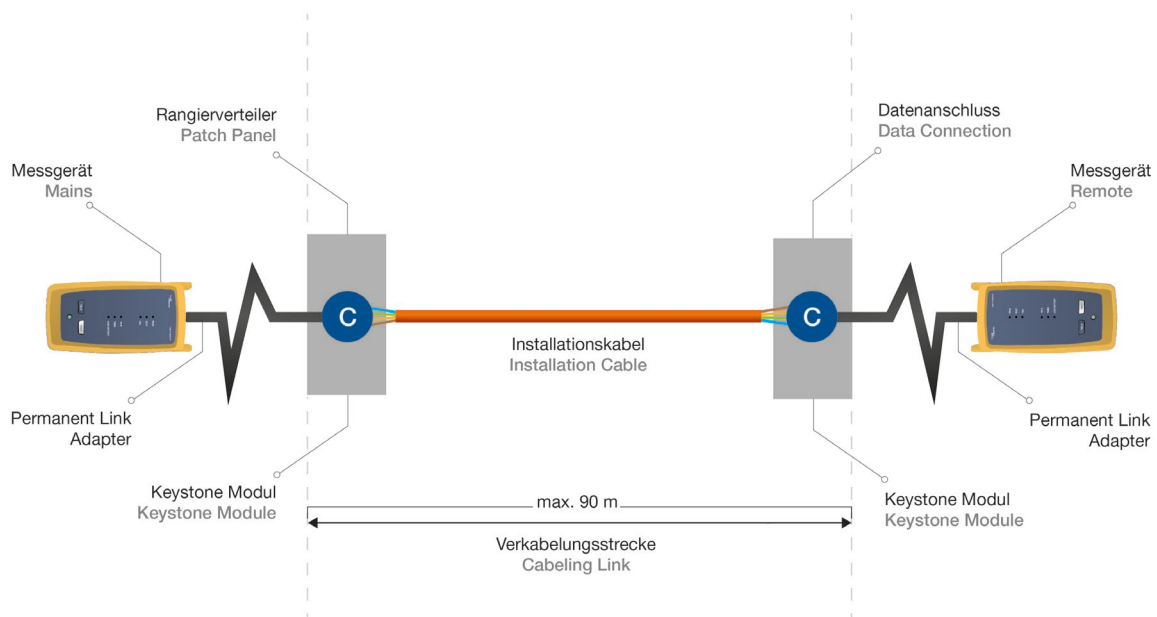 Rangierverteiler
Patch Panel
Datenanschluss
Data Connection
Messgerät
Mains
Messgerät
Remote
C
C
Installationskabel
Installation Cable
Permanent Link
Adapter
Permanent Link
Adapter
Keystone Modul
Keystone Module
max. 90 m
Keystone Modul
Keystone Module
Verkabelungsstrecke
Cabeling Link